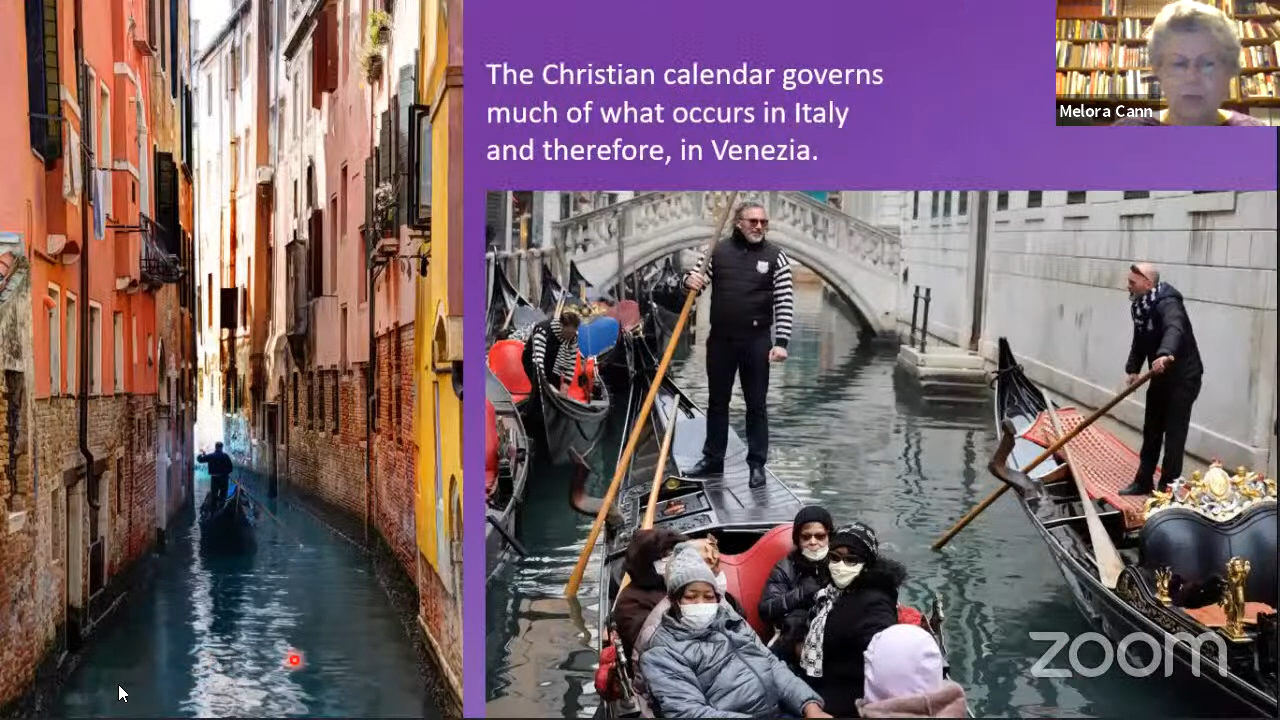 The Christian calendar governs
much of what occurs in Italy
and therefore, in Venezia.
Melora Cann
zoom